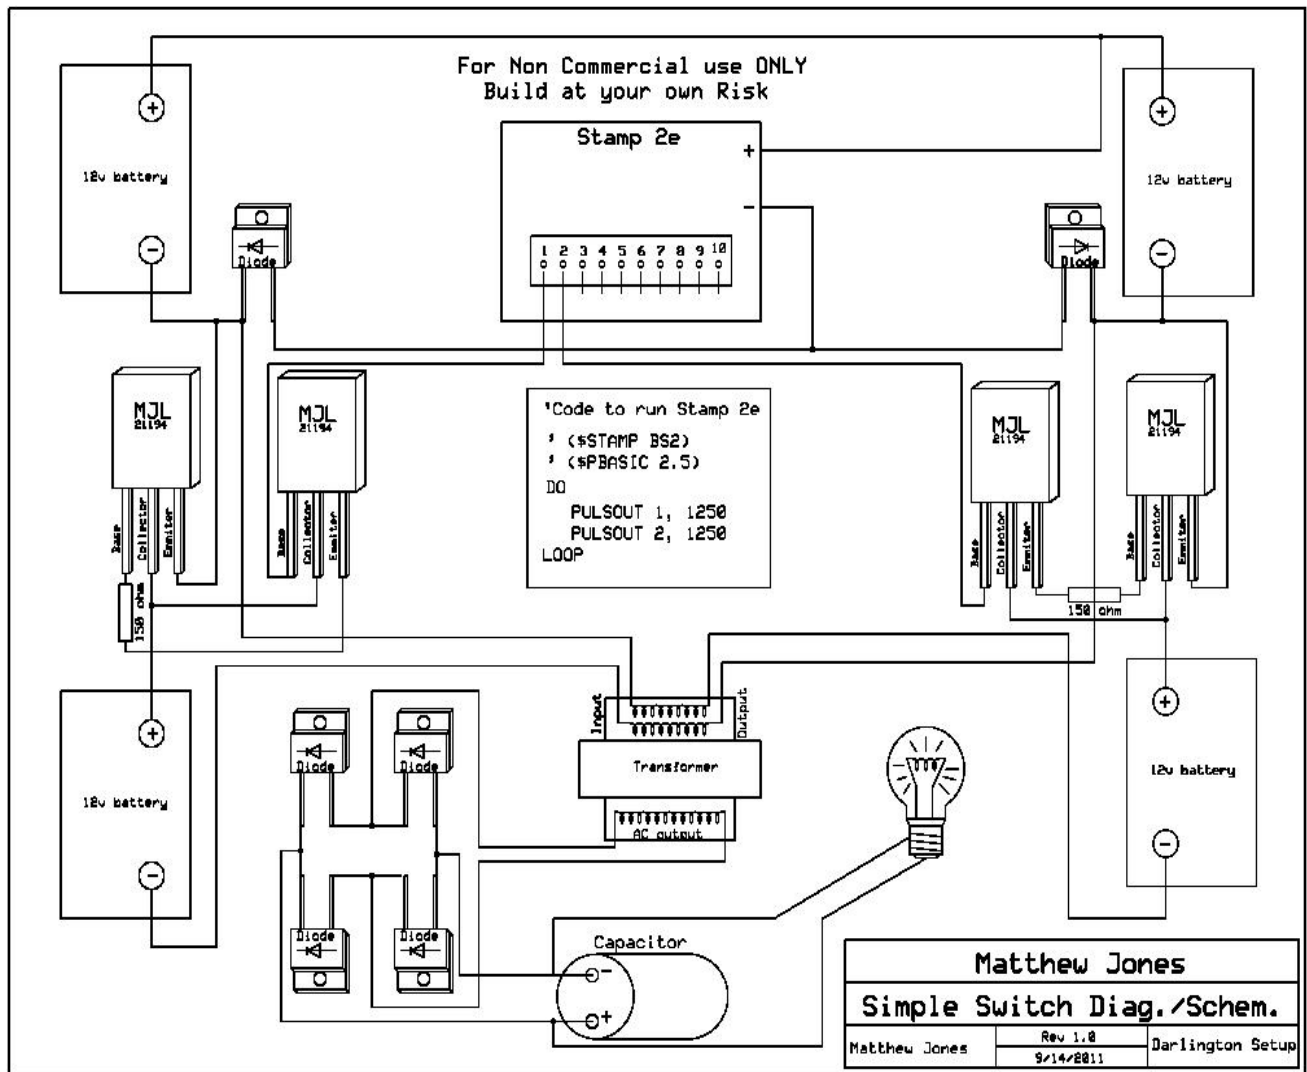 For Non Commercial use ONLY
Build at your own Risk
Stamp 2e
+
−
1 2 3 4 5 6 7 8 9 10
+
12v battery
−
+
12v battery
−
Diode
Diode
MJL
21194
MJL
21194
MJL
21194
MJL
21194
Base
Collector
Emmiter
Base
Collector
Emmiter
Base
Collector
Emmiter
Base
Collector
Emmiter
'Code to run Stamp 2e
' ($STAMP BS2)
' ($PBASIC 2.5)
DO
PULSOUT 1, 1250
PULSOUT 2, 1250
LOOP
150 ohm
150 ohm
+
12v battery
−
+
12v battery
−
Input
Output
Transformer
AC output
Diode
Diode
Diode
Diode
Capacitor
−
+
Matthew Jones
Simple Switch Diag./Schem.
Matthew Jones
Rev 1.0
9/14/2011
Darlington Setup